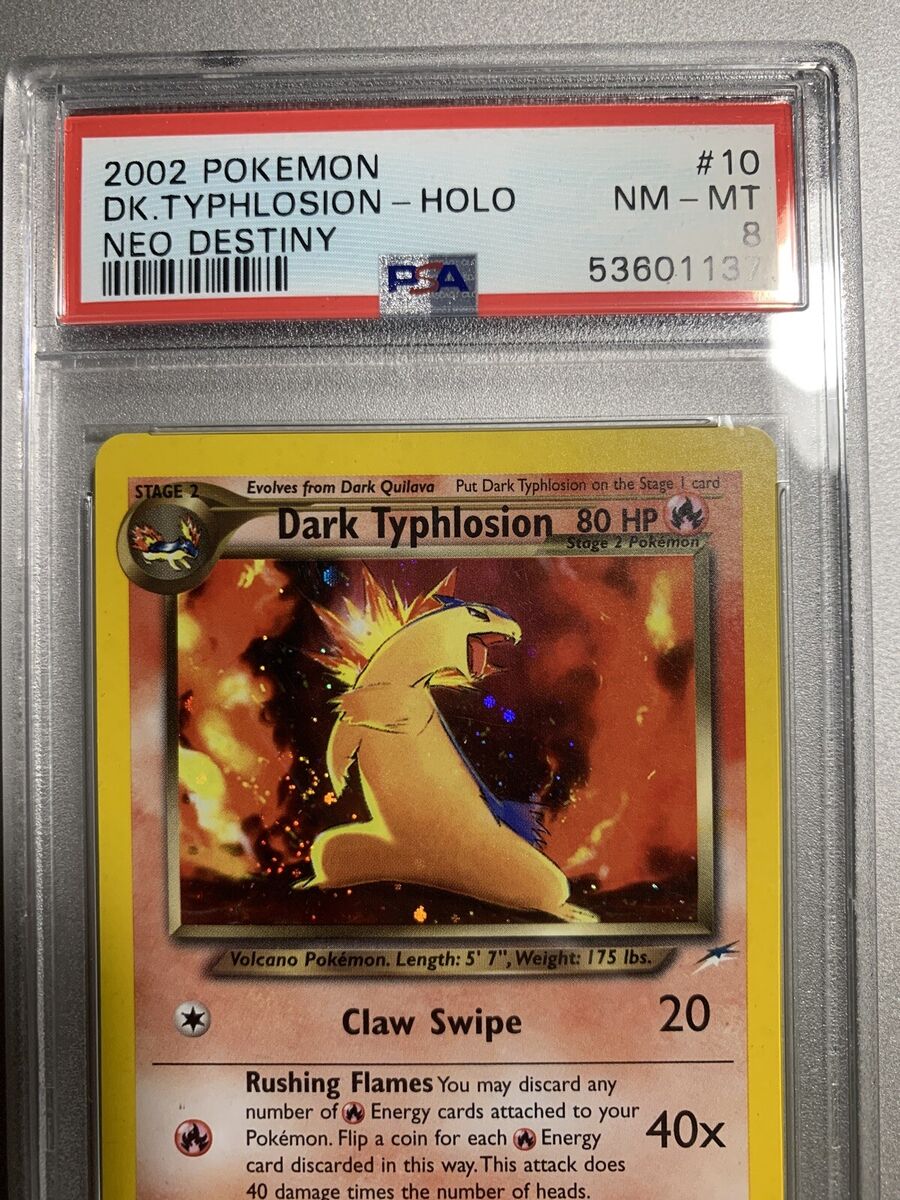 2002 POKEMON #10
DK.TYPHLOSION – HOLO NM – MT
NEO DESTINY 8
PSA 53601137
STAGE 2 Evolves from Dark Quilava Put Dark Typhlosion on the Stage 1 card
Dark Typhlosion 80 HP
Stage 2 Pokémon
Volcano Pokémon. Length: 5' 7", Weight: 175 lbs.
Claw Swipe 20
Rushing Flames You may discard any
number of Energy cards attached to your
Pokémon. Flip a coin for each Energy 40x
card discarded in this way. This attack does
40 damage times the number of heads.